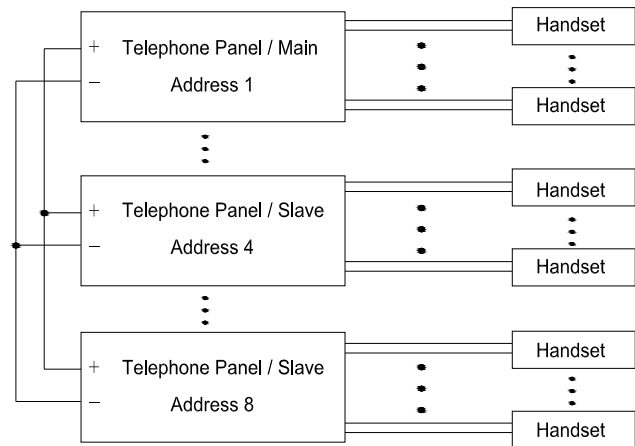 Telephone Panel / Main
Address 1
+
−
Handset
Handset
Telephone Panel / Slave
Address 4
+
−
Handset
Handset
Telephone Panel / Slave
Address 8
+
−
Handset
Handset